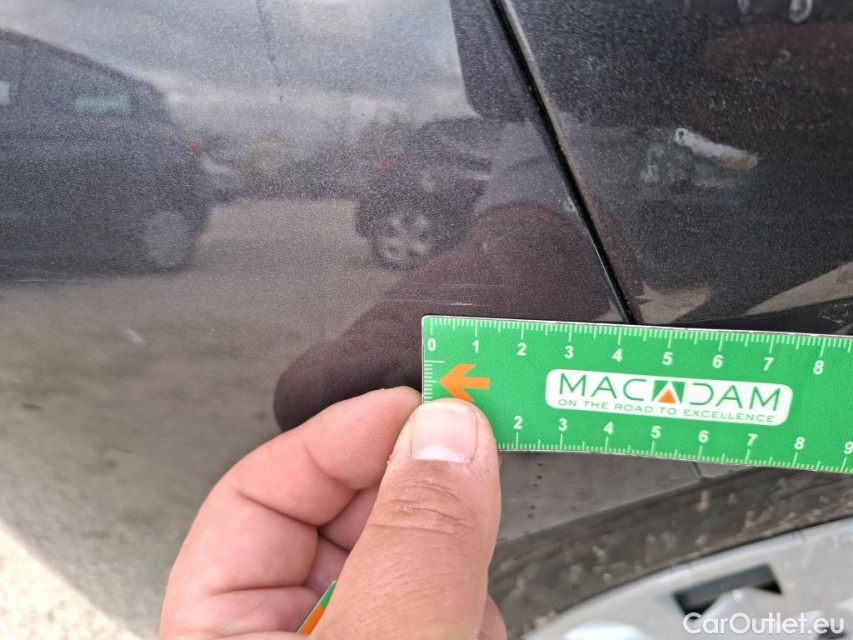 0 1 2 3 4 5 6 7 8
MACADAM
ON THE ROAD TO EXCELLENCE
2 3 4 5 6 7 8 9
CarOutlet.eu